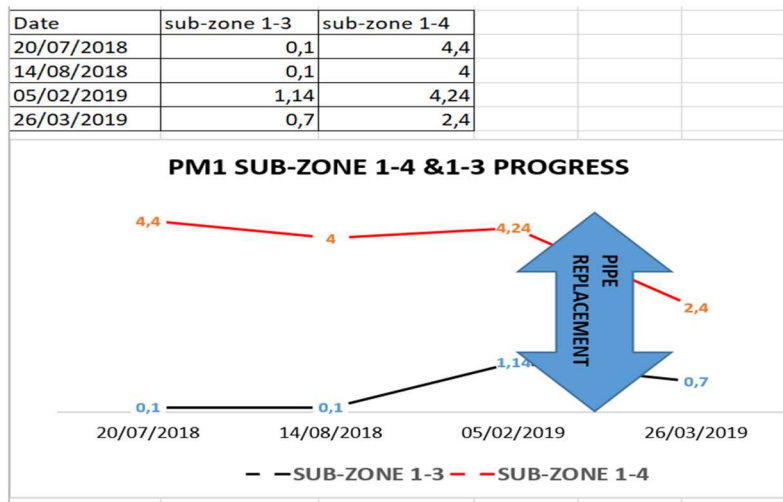 Date sub-zone 1-3 sub-zone 1-4
20/07/2018 0,1 4,4
14/08/2018 0,1 4
05/02/2019 1,14 4,24
26/03/2019 0,7 2,4
PM1 SUB-ZONE 1-4 &1-3 PROGRESS
4,4
4
4,24
2,4
PIPE
REPLACEMENT
0,1
0,1
1,14
0,7
20/07/2018 14/08/2018 05/02/2019 26/03/2019
SUB-ZONE 1-3 SUB-ZONE 1-4